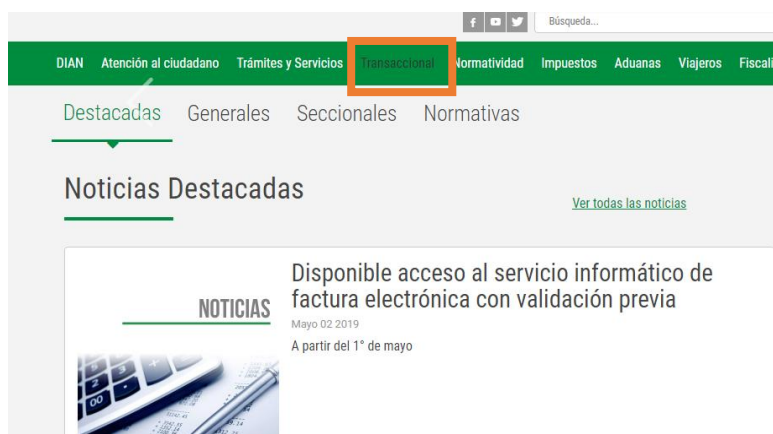 Búsqueda...
DIAN Atención al ciudadano Trámites y Servicios Transaccional Normatividad Impuestos Aduanas Viajeros Fiscali
Destacadas Generales Seccionales Normativas
Noticias Destacadas
Ver todas las noticias
Disponible acceso al servicio informático de
factura electrónica con validación previa
NOTICIAS
Mayo 02 2019
A partir del 1° de mayo